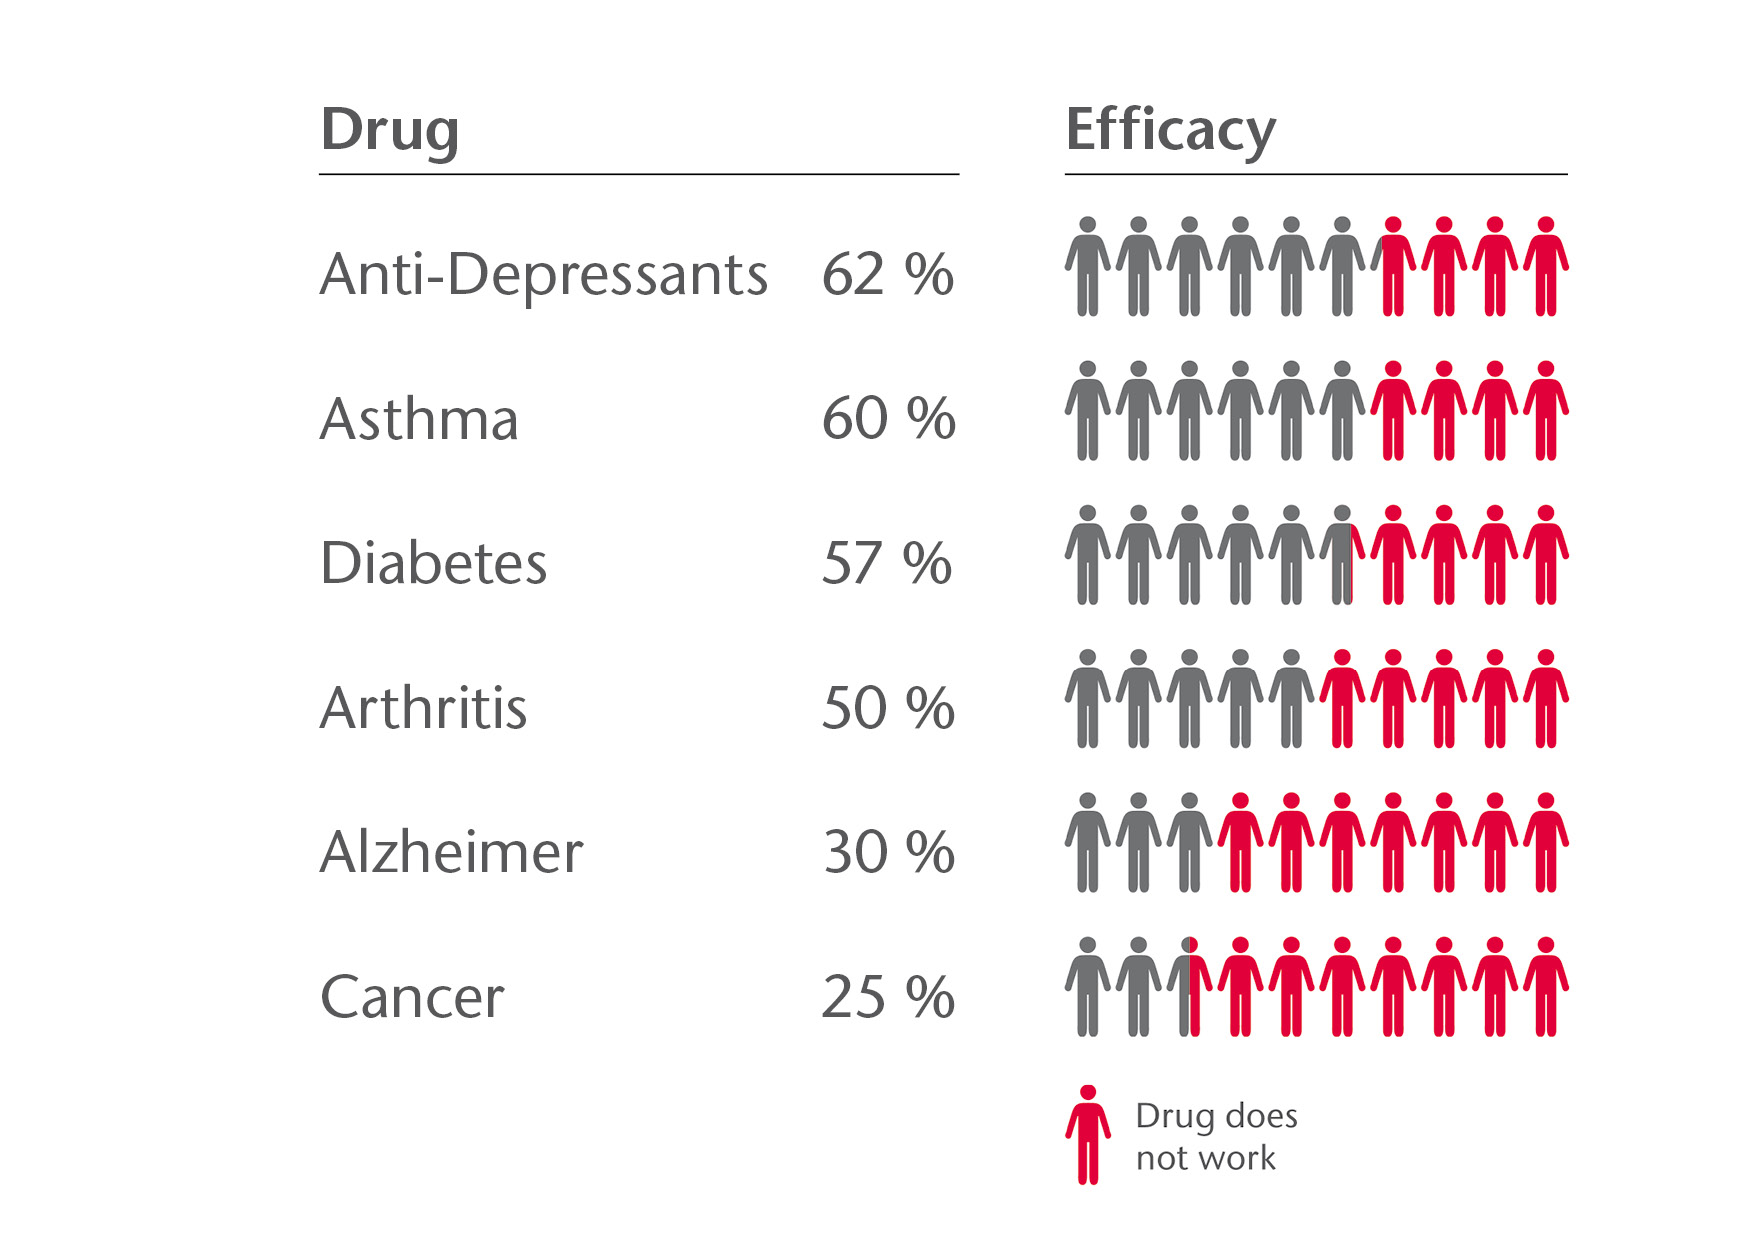 Drug Efficacy
Anti-Depressants 62 %
Asthma 60 %
Diabetes 57 %
Arthritis 50 %
Alzheimer 30 %
Cancer 25 %
Drug does
not work